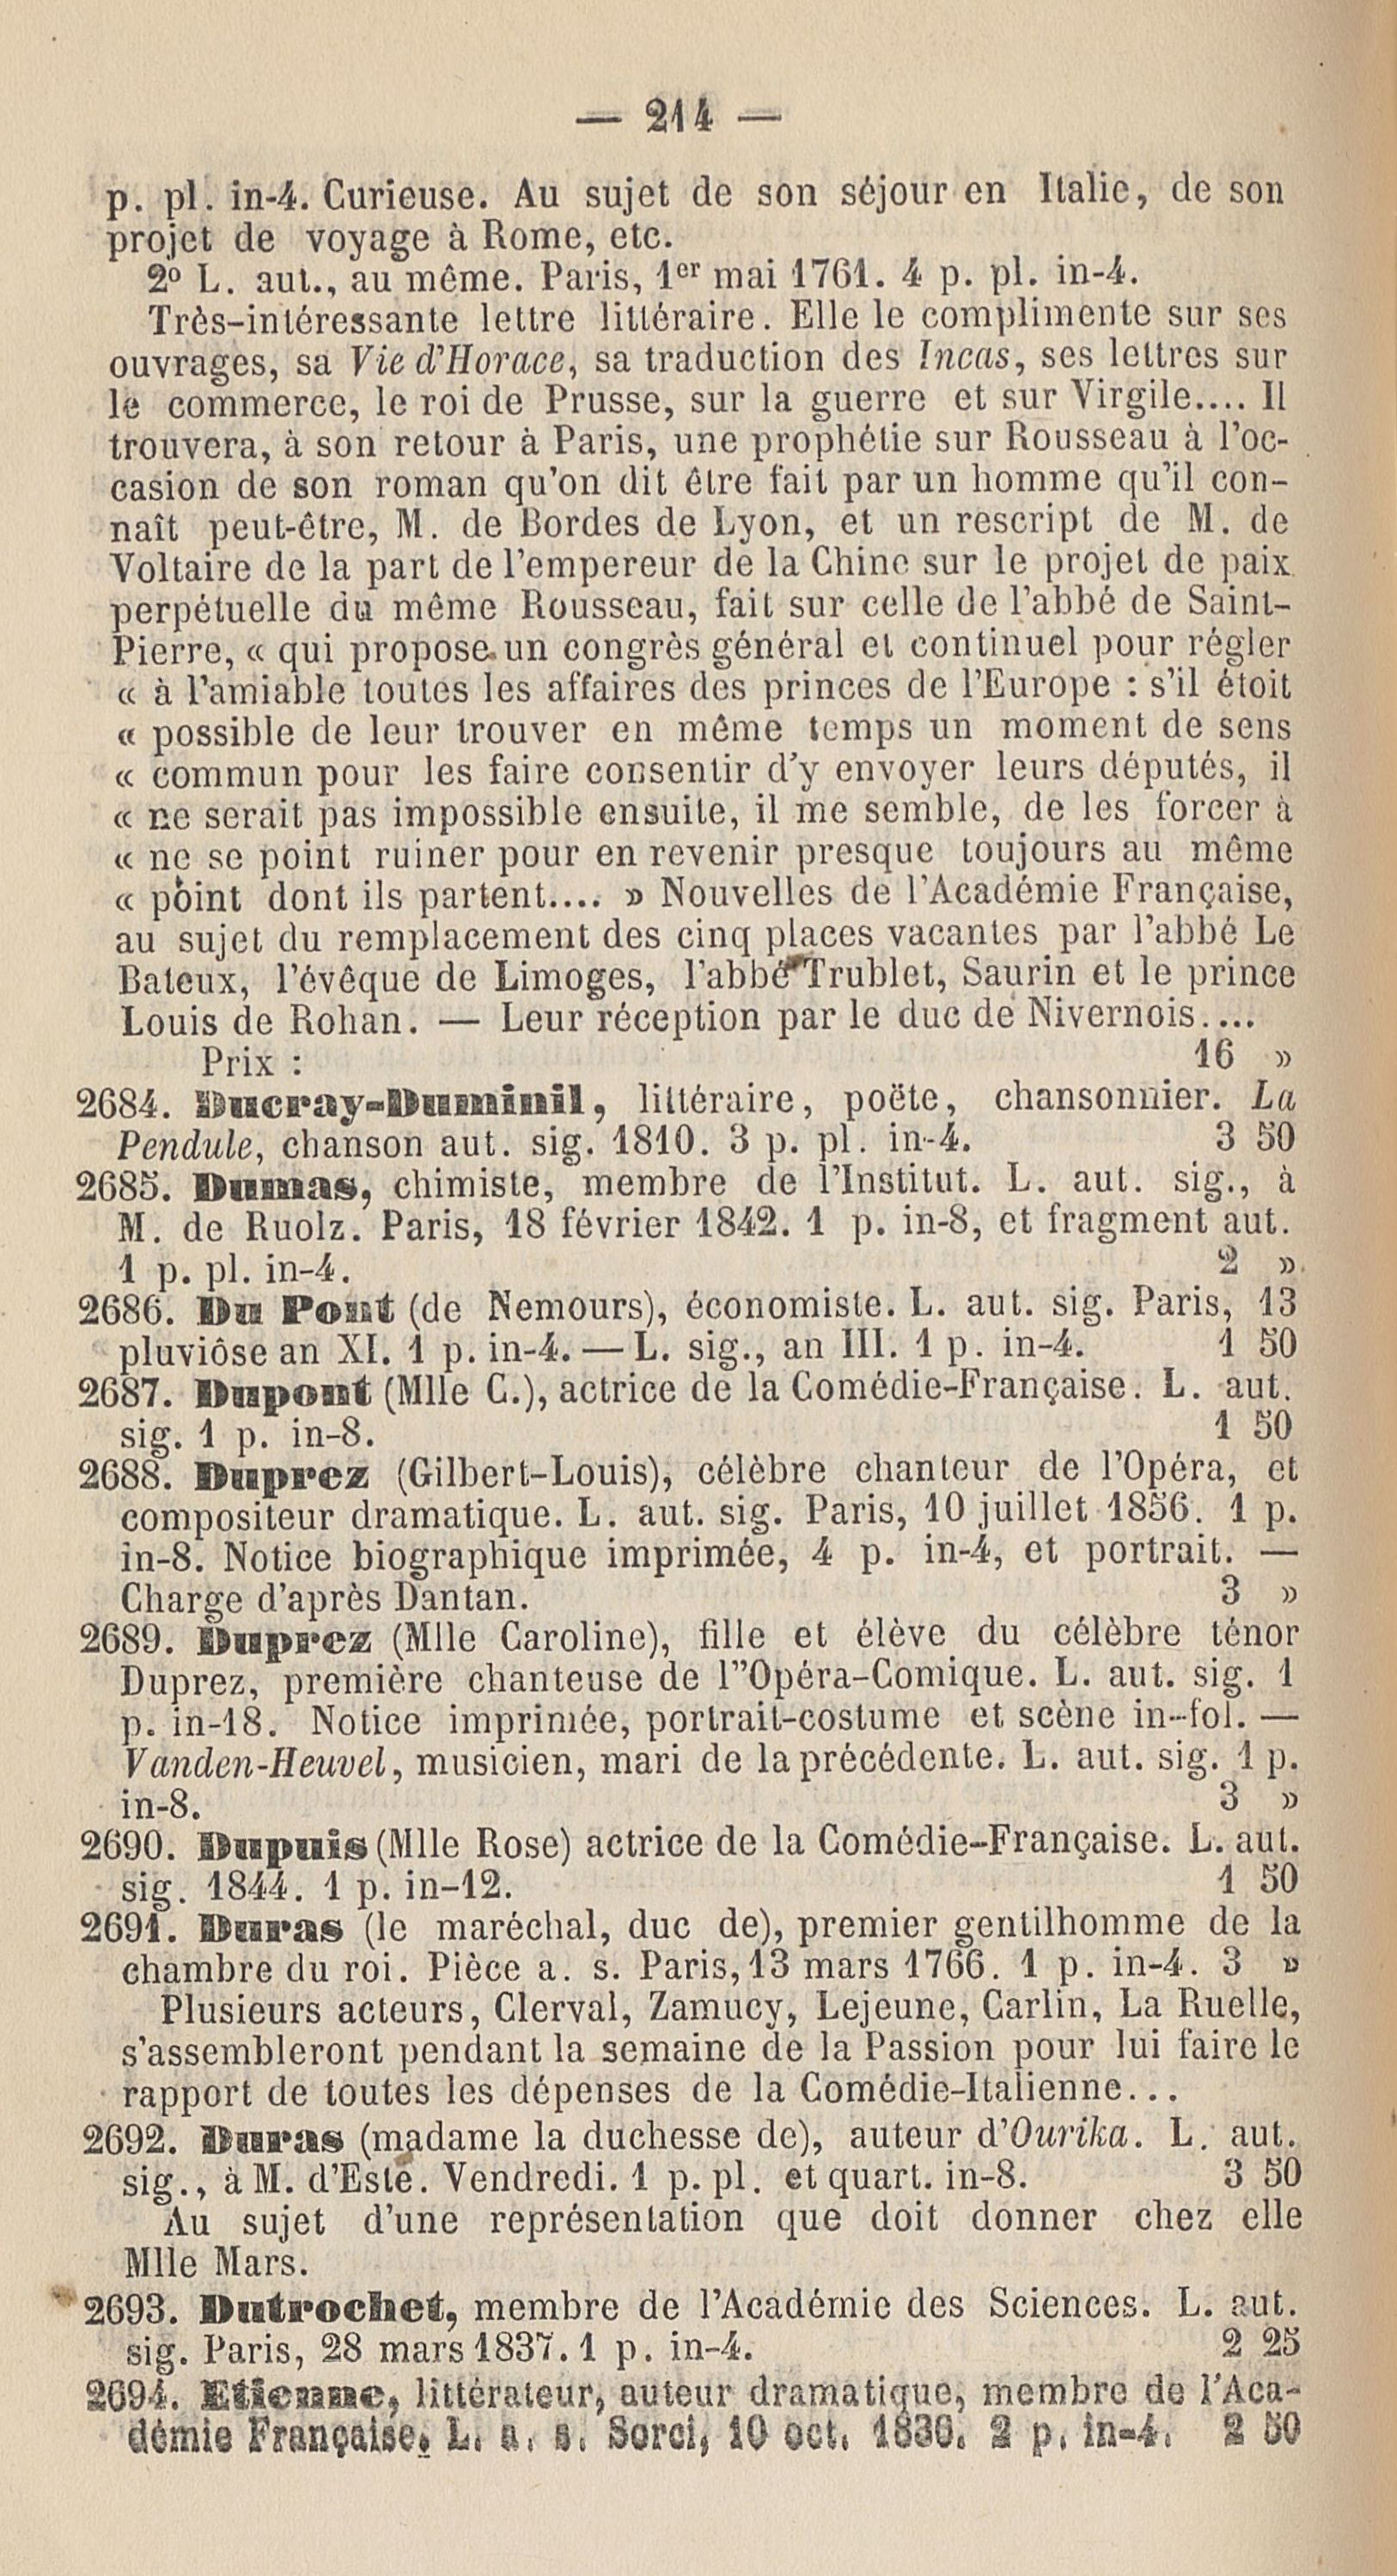 — 214 —
p. pl. in-4. Curieuse. Au sujet de son séjour en Italie, de son
projet de voyage à Rome, etc.
2º L. aut., au même. Paris, 1er mai 1761. 4 p. pl. in-4.
Très-intéressante lettre littéraire. Elle le complimente sur ses
ouvrages, sa Vie d'Horace, sa traduction des Incas, ses lettres sur
le commerce, le roi de Prusse, sur la guerre et sur Virgile.... Il
trouvera, à son retour à Paris, une prophétie sur Rousseau à l'oc-
casion de son roman qu'on dit être fait par un homme qu'il con-
naît peut-être, M. de Bordes de Lyon, et un rescript de M. de
Voltaire de la part de l'empereur de la Chine sur le projet de paix
perpétuelle du même Rousseau, fait sur celle de l'abbé de Saint-
Pierre, « qui propose un congrès général et continuel pour régler
« à l'amiable toutes les affaires des princes de l'Europe : s'il étoit
« possible de leur trouver en même temps un moment de sens
« commun pour les faire consentir d'y envoyer leurs députés, il
« ne serait pas impossible ensuite, il me semble, de les forcer à
« ne se point ruiner pour en revenir presque toujours au même
« point dont ils partent.... » Nouvelles de l'Académie Française,
au sujet du remplacement des cinq places vacantes par l'abbé Le
Bateux, l'évêque de Limoges, l'abbé Trublet, Saurin et le prince
Louis de Rohan. — Leur réception par le duc de Nivernois....
Prix : 16 »
2684. Ducray-Duminil, littéraire, poëte, chansonnier. La
Pendule, chanson aut. sig. 1810. 3 p. pl. in-4. 3 50
2685. Dumas, chimiste, membre de l'Institut. L. aut. sig., à
M. de Ruolz. Paris, 18 février 1842. 1 p. in-8, et fragment aut.
1 p. pl. in-4. 2 »
2686. Du Pont (de Nemours), économiste. L. aut. sig. Paris, 13
pluviôse an XI. 1 p. in-4. — L. sig., an III. 1 p. in-4. 1 50
2687. Dupont (Mlle C.), actrice de la Comédie-Française. L. aut.
sig. 1 p. in-8. 1 50
2688. Duprez (Gilbert-Louis), célèbre chanteur de l'Opéra, et
compositeur dramatique. L. aut. sig. Paris, 10 juillet 1856. 1 p.
in-8. Notice biographique imprimée, 4 p. in-4, et portrait. —
Charge d'après Dantan. 3 »
2689. Duprez (Mlle Caroline), fille et élève du célèbre ténor
Duprez, première chanteuse de l''Opéra-Comique. L. aut. sig. 1
p. in-18. Notice imprimée, portrait-costume et scène in-fol. —
Vanden-Heuvel, musicien, mari de la précédente. L. aut. sig. 1 p.
in-8. 3 »
2690. Dupuis (Mlle Rose) actrice de la Comédie-Française. L. aut.
sig. 1844. 1 p. in-12. 1 50
2691. Duras (le maréchal, duc de), premier gentilhomme de la
chambre du roi. Pièce a. s. Paris, 13 mars 1766. 1 p. in-4. 3 »
Plusieurs acteurs, Clerval, Zamucy, Lejeune, Carlin, La Ruelle,
s'assembleront pendant la semaine de la Passion pour lui faire le
rapport de toutes les dépenses de la Comédie-Italienne...
2692. Duras (madame la duchesse de), auteur d'Ourika. L. aut.
sig., à M. d'Este. Vendredi. 1 p. pl. et quart. in-8. 3 50
Au sujet d'une représentation que doit donner chez elle
Mlle Mars.
2693. Dutrochet, membre de l'Académie des Sciences. L. aut.
sig. Paris, 28 mars 1837. 1 p. in-4. 2 25
2694. Etienne, littérateur, auteur dramatique, membre de l'Aca-
démie Française. L. a. s. Sorci, 10 oct. 1836. 2 p. in-4. 2 50